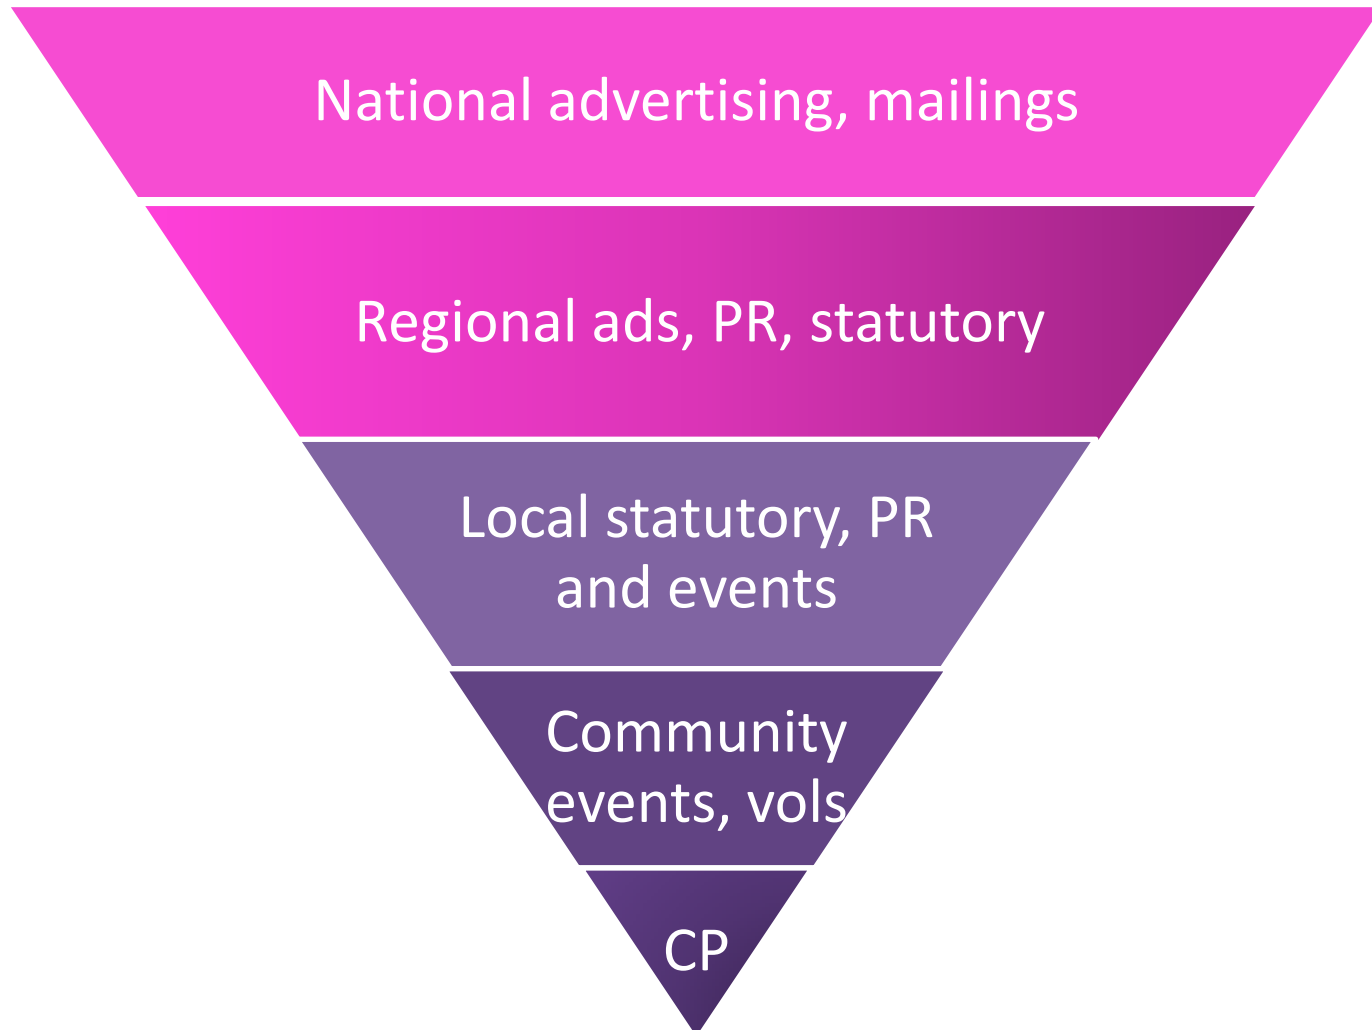 National advertising, mailings
Regional ads, PR, statutory
Local statutory, PR
and events
Community
events, vols
CP